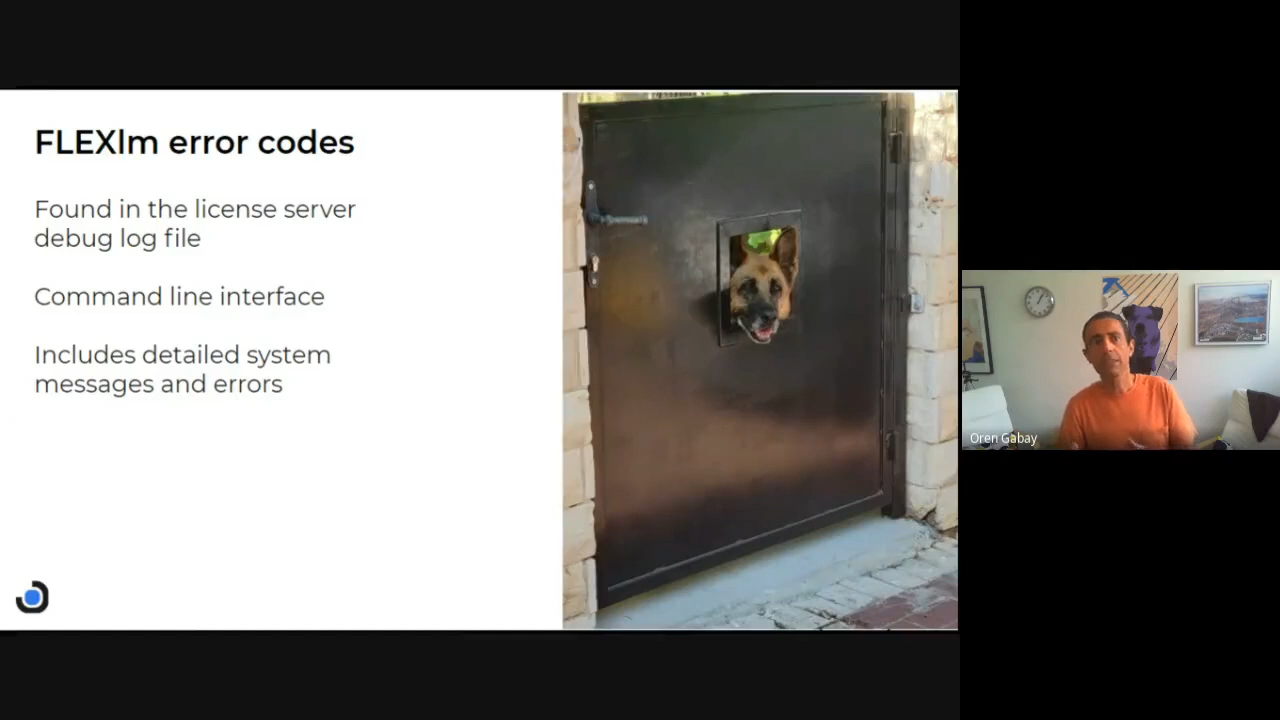 FLEXlm error codes
Found in the license server
debug log file
Command line interface
Includes detailed system
messages and errors
Oren Gabay